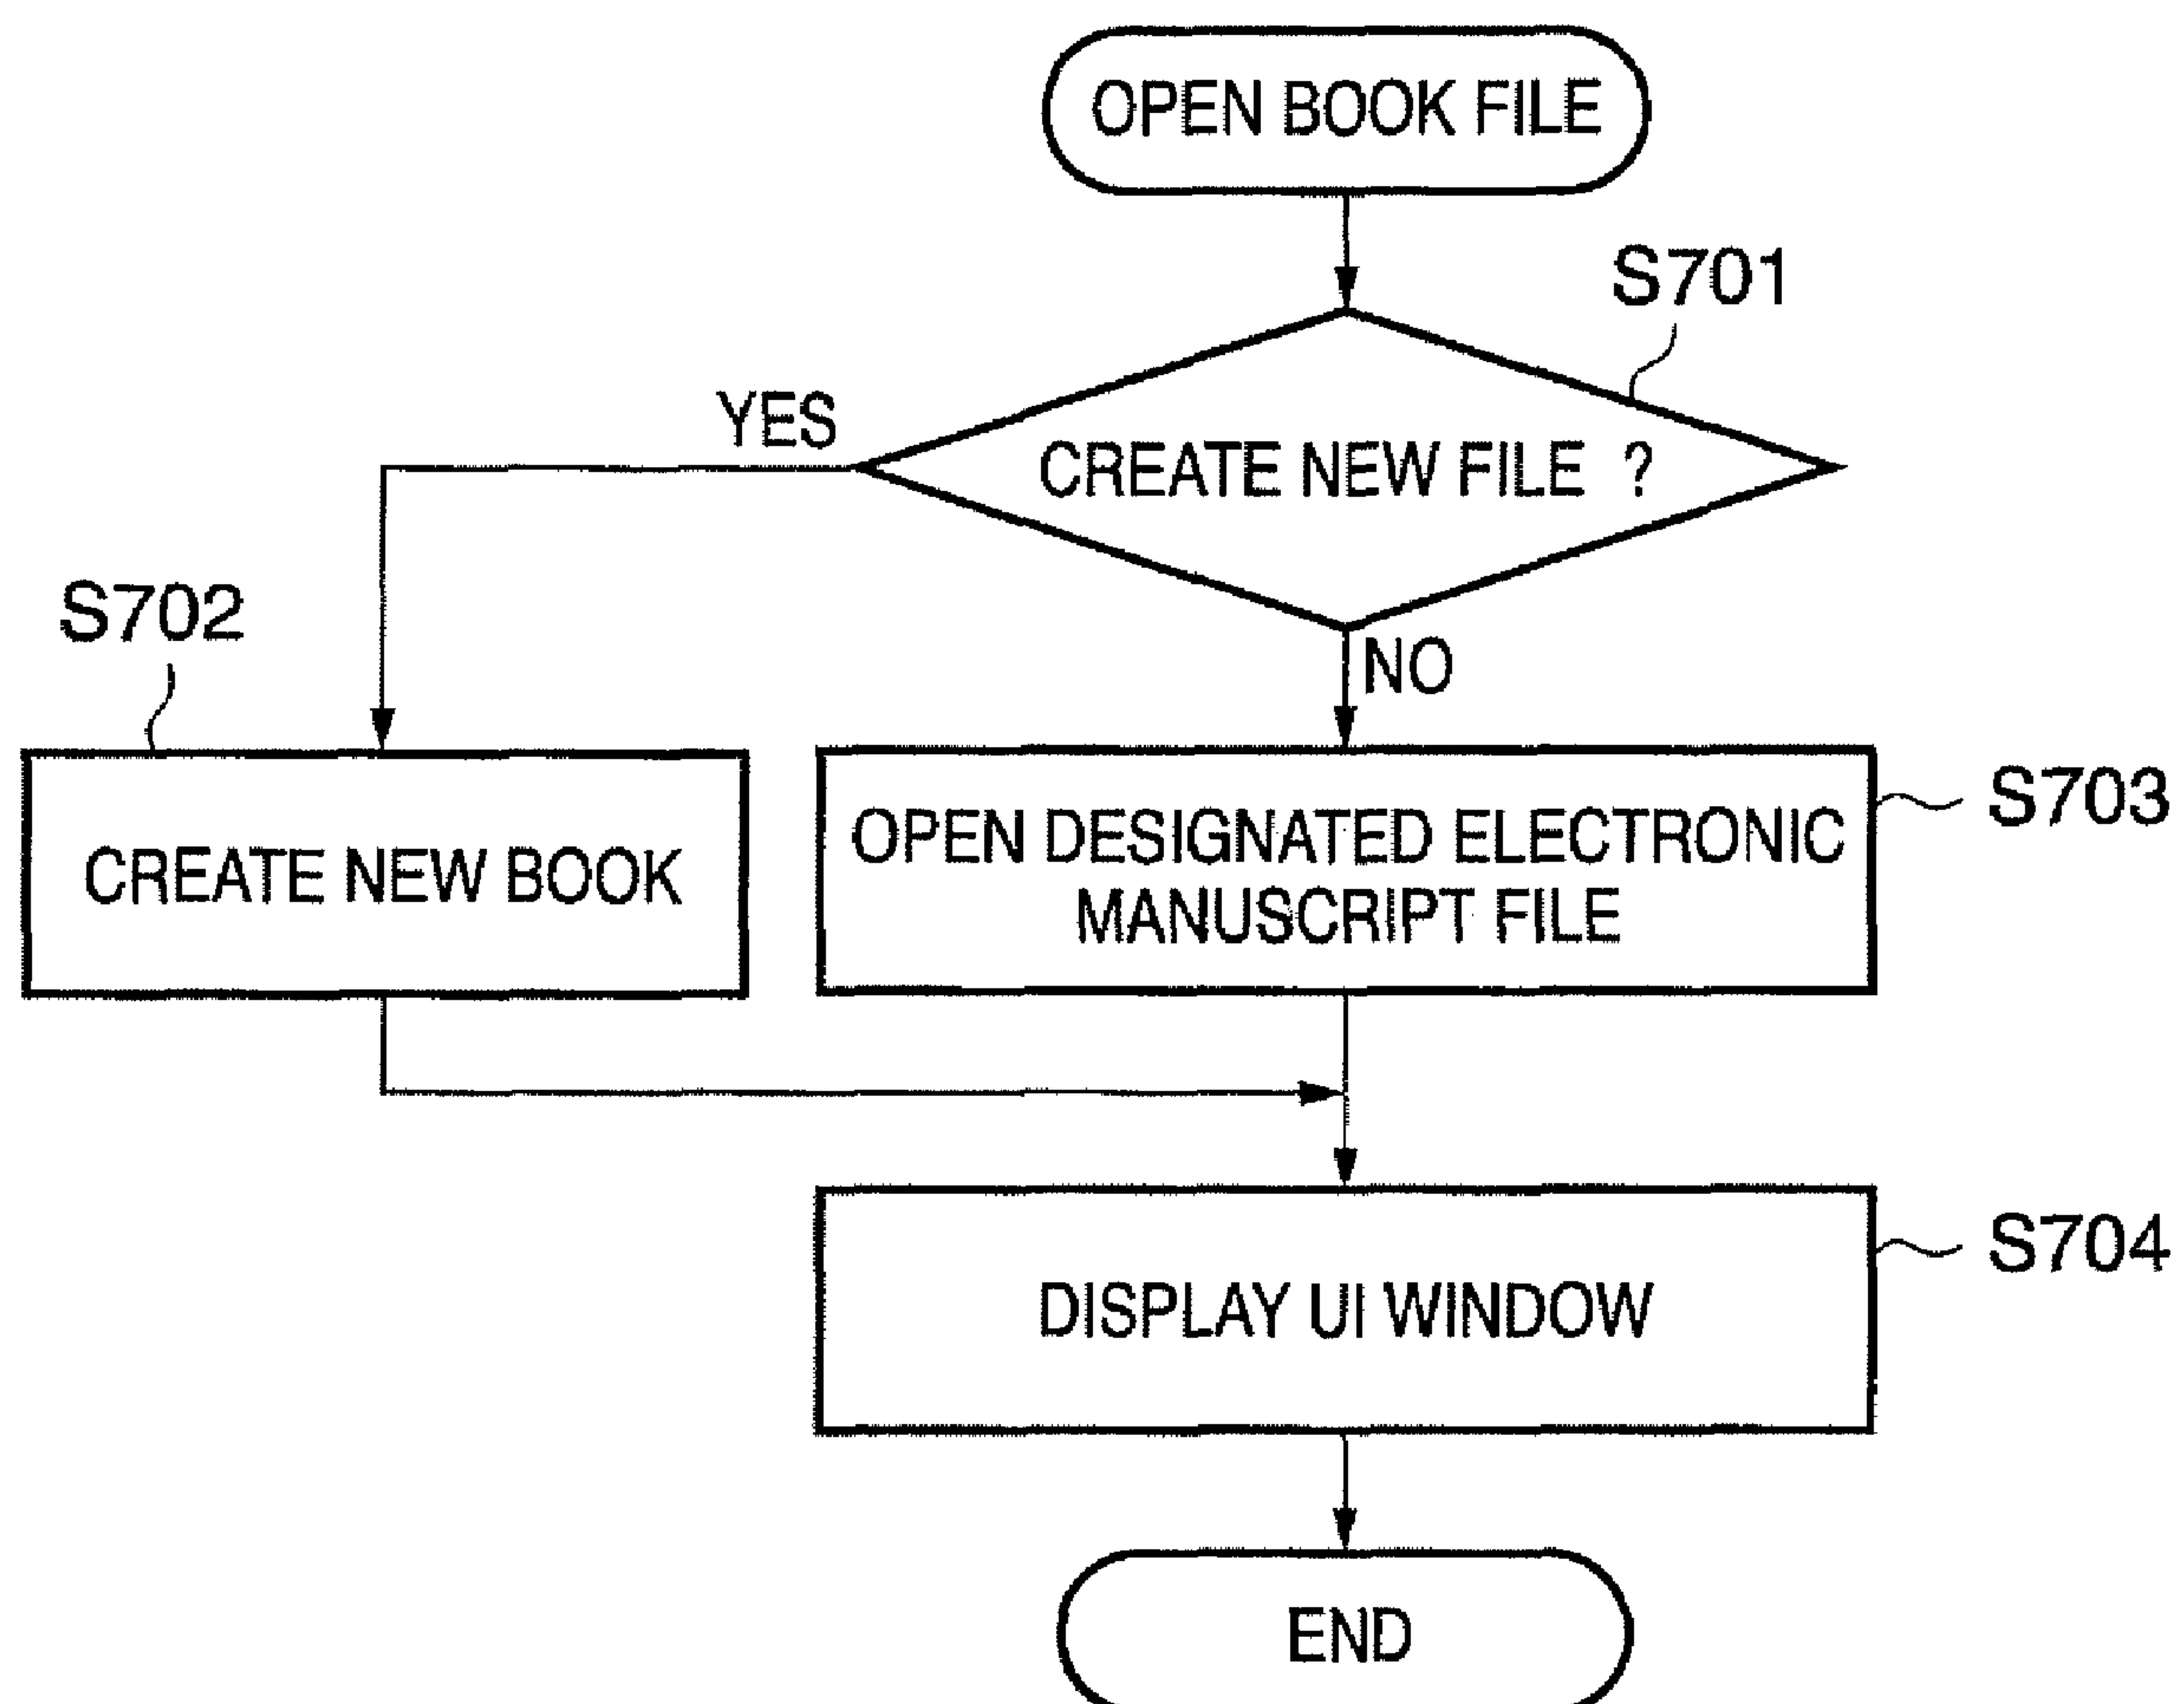 OPEN BOOK FILE
S701
YES
CREATE NEW FILE ?
S702
NO
CREATE NEW BOOK
OPEN DESIGNATED ELECTRONIC
MANUSCRIPT FILE
S703
DISPLAY UI WINDOW
S704
END